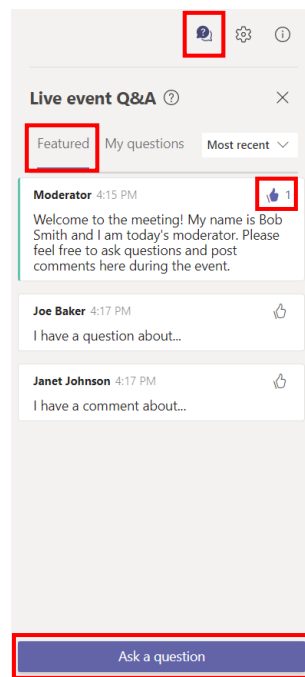 Live event Q&A
Featured My questions Most recent
Moderator 4:15 PM 1
Welcome to the meeting! My name is Bob
Smith and I am today's moderator. Please
feel free to ask questions and post
comments here during the event.
Joe Baker 4:17 PM
I have a question about...
Janet Johnson 4:17 PM
I have a comment about...
Ask a question